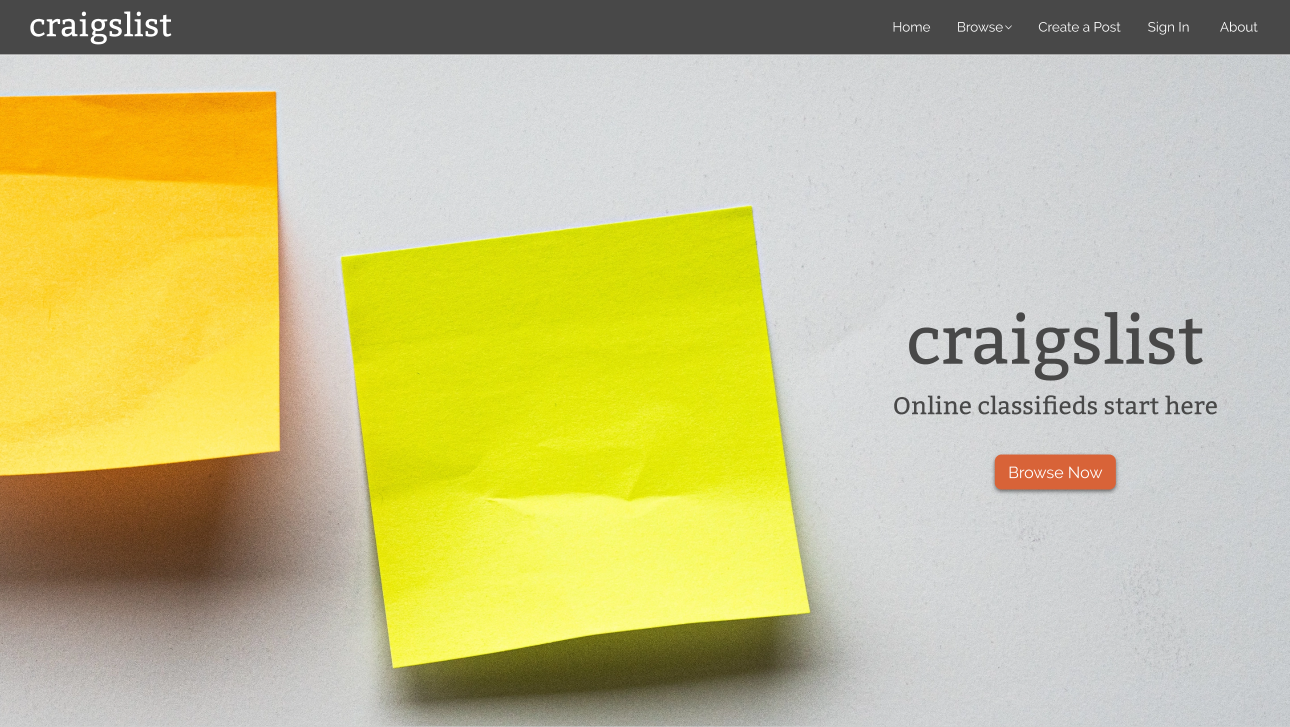 craigslist
Home Browse Create a Post Sign In About
craigslist
Online classifieds start here
Browse Now